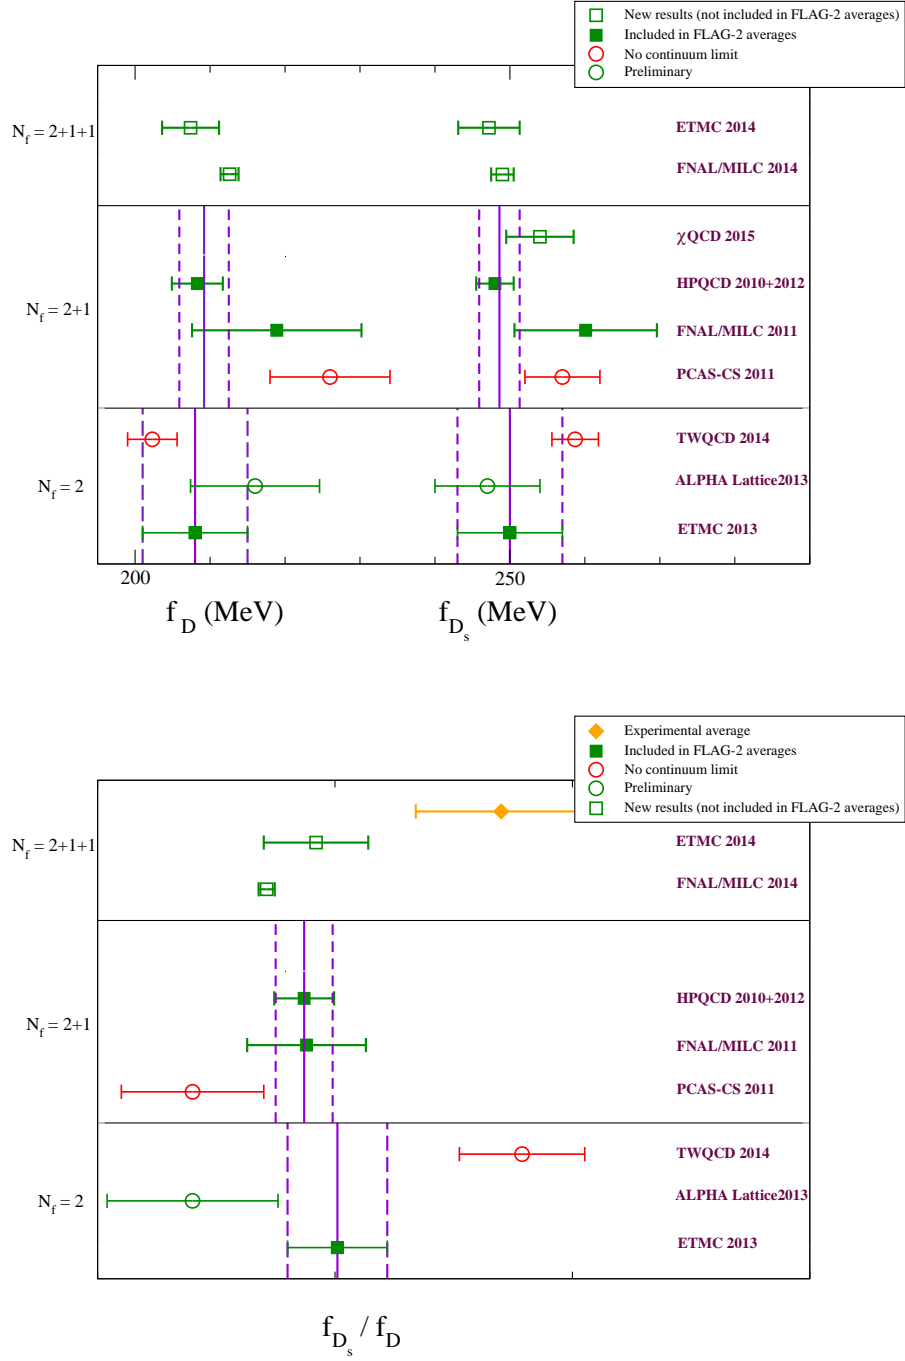 New results (not included in FLAG-2 averages)
Included in FLAG-2 averages
No continuum limit
Preliminary
N_f = 2+1+1
ETMC 2014
FNAL/MILC 2014
χQCD 2015
HPQCD 2010+2012
N_f = 2+1
FNAL/MILC 2011
PCAS-CS 2011
TWQCD 2014
N_f = 2
ALPHA Lattice2013
ETMC 2013
200 250
f_D (MeV) f_{D_s} (MeV)
Experimental average
Included in FLAG-2 averages
No continuum limit
Preliminary
New results (not included in FLAG-2 averages)
N_f = 2+1+1
ETMC 2014
FNAL/MILC 2014
HPQCD 2010+2012
N_f = 2+1
FNAL/MILC 2011
PCAS-CS 2011
TWQCD 2014
N_f = 2
ALPHA Lattice2013
ETMC 2013
f_{D_s} / f_D